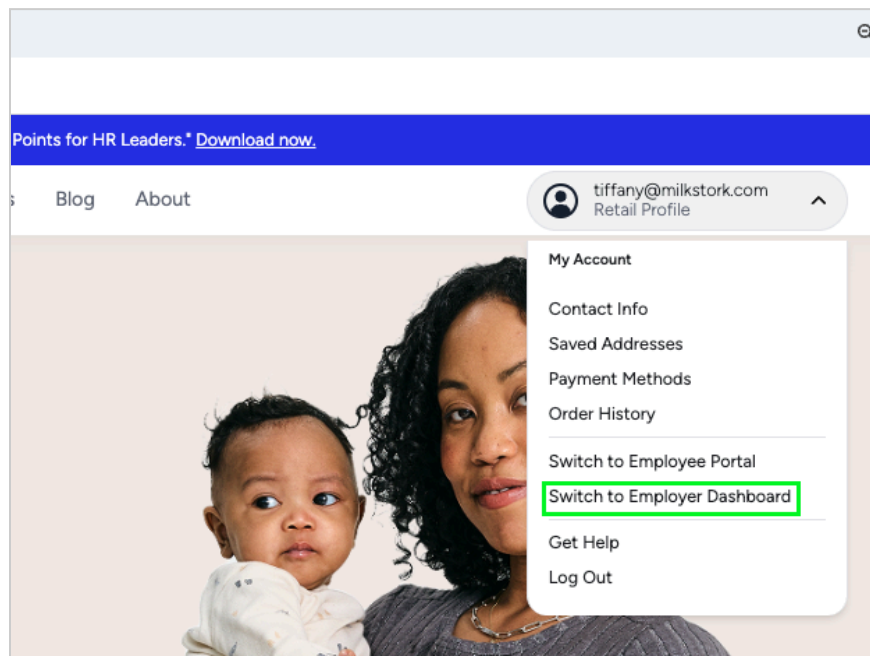 Points for HR Leaders.* Download now.
Blog About
tiffany@milkstork.com
Retail Profile
My Account
Contact Info
Saved Addresses
Payment Methods
Order History
Switch to Employee Portal
Switch to Employer Dashboard
Get Help
Log Out